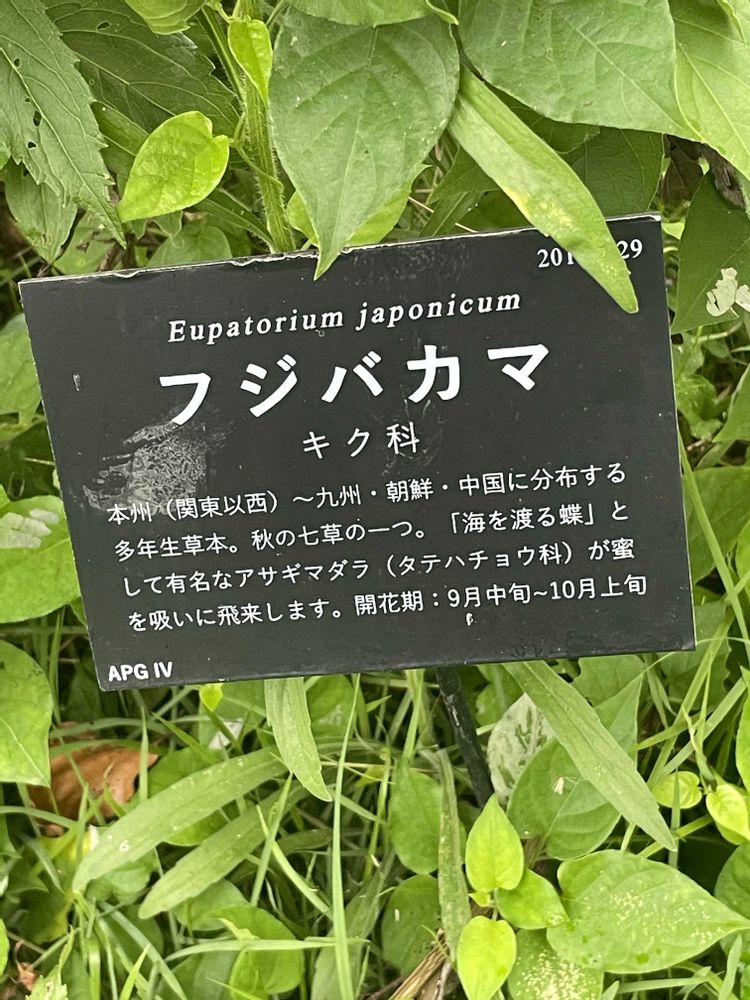 29
Eupatorium japonicum
フジバカマ
キク科
本州（関東以西）～九州・朝鮮・中国に分布する
多年生草本。秋の七草の一つ。「海を渡る蝶」と
して有名なアサギマダラ（タテハチョウ科）が蜜
を吸いに飛来します。開花期：9月中旬~10月上旬
APG IV